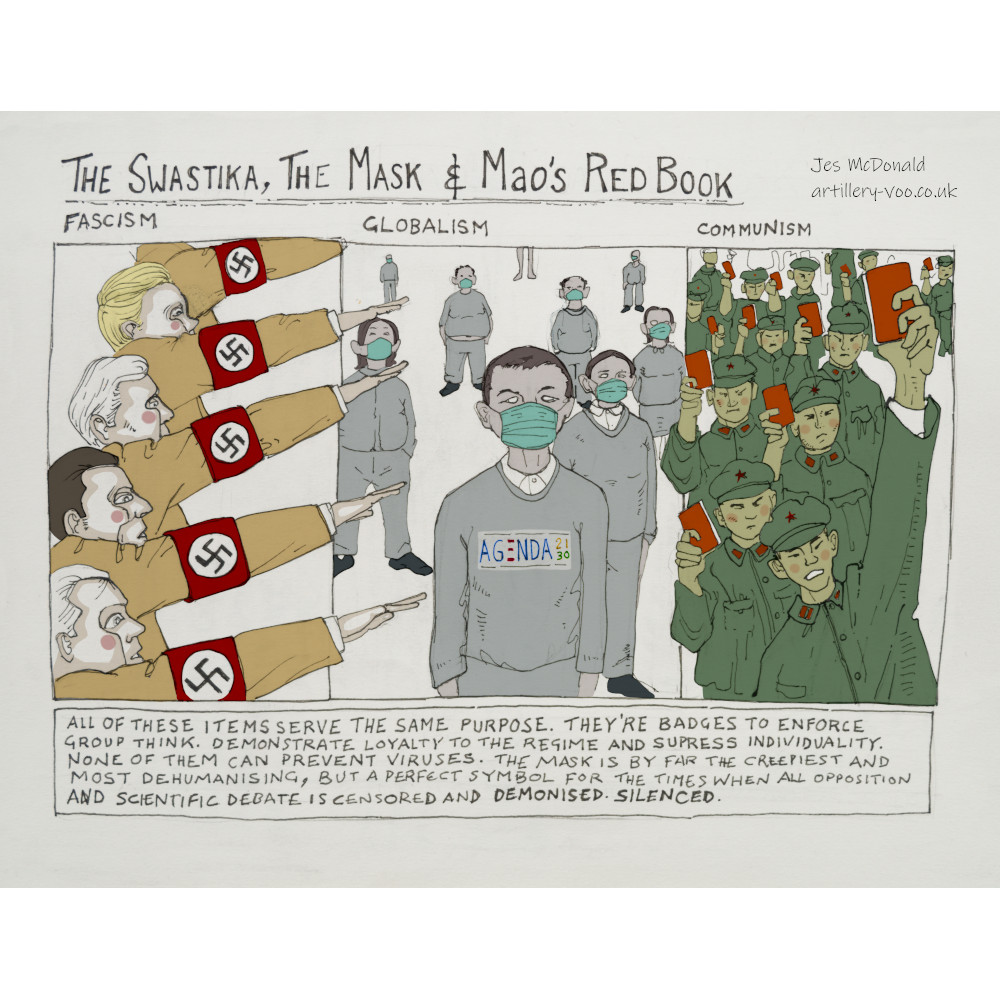 THE SWASTIKA, THE MASK & MAO'S RED BOOK
Jes McDonald
artillery-voo.co.uk
FASCISM
GLOBALISM
COMMUNISM
AGENDA 21
30
ALL OF THESE ITEMS SERVE THE SAME PURPOSE. THEY'RE BADGES TO ENFORCE
GROUP THINK. DEMONSTRATE LOYALTY TO THE REGIME AND SUPRESS INDIVIDUALITY.
NONE OF THEM CAN PREVENT VIRUSES. THE MASK IS BY FAR THE CREEPIEST AND
MOST DEHUMANISING, BUT A PERFECT SYMBOL FOR THE TIMES WHEN ALL OPPOSITION
AND SCIENTIFIC DEBATE IS CENSORED AND DEMONISED. SILENCED.